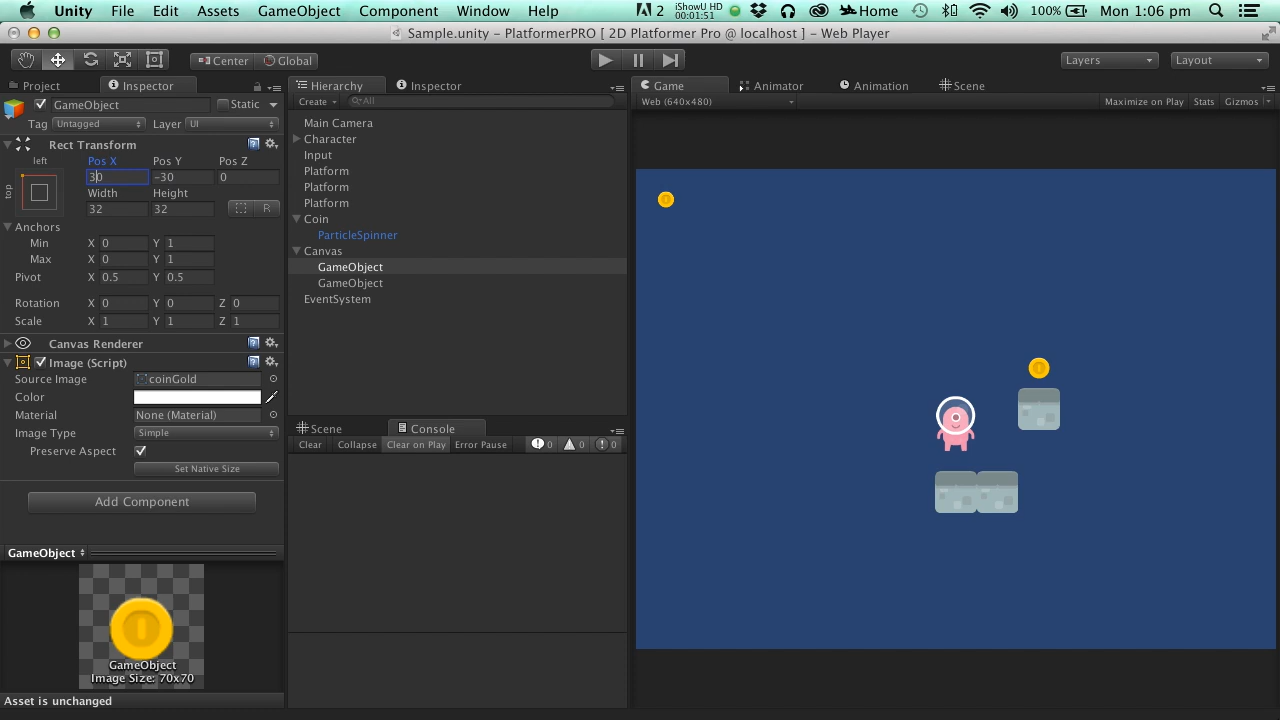 Unity File Edit Assets GameObject Component Window Help 2 iShowU HD 00:01:51 Home 100% Mon 1:06 pm
Sample.unity - PlatformerPRO [ 2D Platformer Pro @ localhost ] - Web Player
Center Global Layers Layout
Project Inspector Hierarchy Inspector Game Animator Animation Scene
GameObject Static Create All Web (640x480) Maximize on Play Stats Gizmos
Tag Untagged Layer UI
Main Camera
Rect Transform
Character
left Pos X Pos Y Pos Z
Input
30 -30 0
Platform
top
Width Height
Platform
32 32 R
Platform
Coin
Anchors
ParticleSpinner
Min X 0 Y 1
Canvas
Max X 0 Y 1
GameObject
Pivot X 0.5 Y 0.5
GameObject
Rotation X 0 Y 0 Z 0
EventSystem
Scale X 1 Y 1 Z 1
Canvas Renderer
Image (Script)
Source Image coinGold
Color
Material None (Material)
Image Type Simple
Preserve Aspect
Set Native Size
Scene Console
Clear Collapse Clear on Play Error Pause 0 0 0
Add Component
GameObject
GameObject
Image Size: 70x70
Asset is unchanged